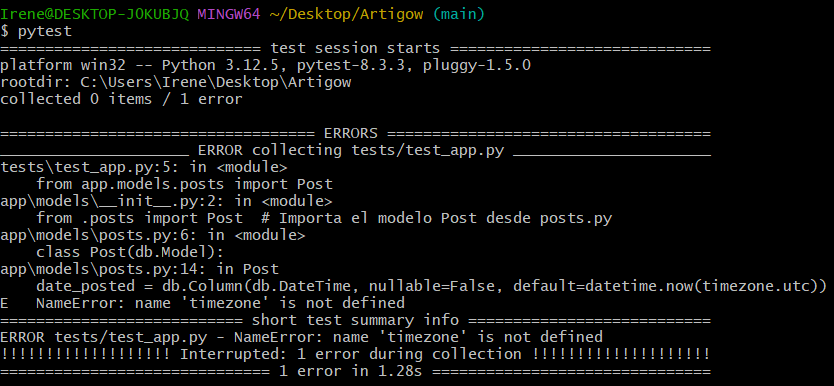 Irene@DESKTOP-JOKUBJQ MINGW64 ~/Desktop/Artigow (main)
$ pytest
============================= test session starts =============================
platform win32 -- Python 3.12.5, pytest-8.3.3, pluggy-1.5.0
rootdir: C:\Users\Irene\Desktop\Artigow
collected 0 items / 1 error

=================================== ERRORS ====================================
_____________________ ERROR collecting tests/test_app.py ______________________
tests\test_app.py:5: in <module>
    from app.models.posts import Post
app\models\__init__.py:2: in <module>
    from .posts import Post  # Importa el modelo Post desde posts.py
app\models\posts.py:6: in <module>
    class Post(db.Model):
app\models\posts.py:14: in Post
    date_posted = db.Column(db.DateTime, nullable=False, default=datetime.now(timezone.utc))
E   NameError: name 'timezone' is not defined
=========================== short test summary info ===========================
ERROR tests/test_app.py - NameError: name 'timezone' is not defined
!!!!!!!!!!!!!!!!!!! Interrupted: 1 error during collection !!!!!!!!!!!!!!!!!!!!
============================== 1 error in 1.28s ===============================